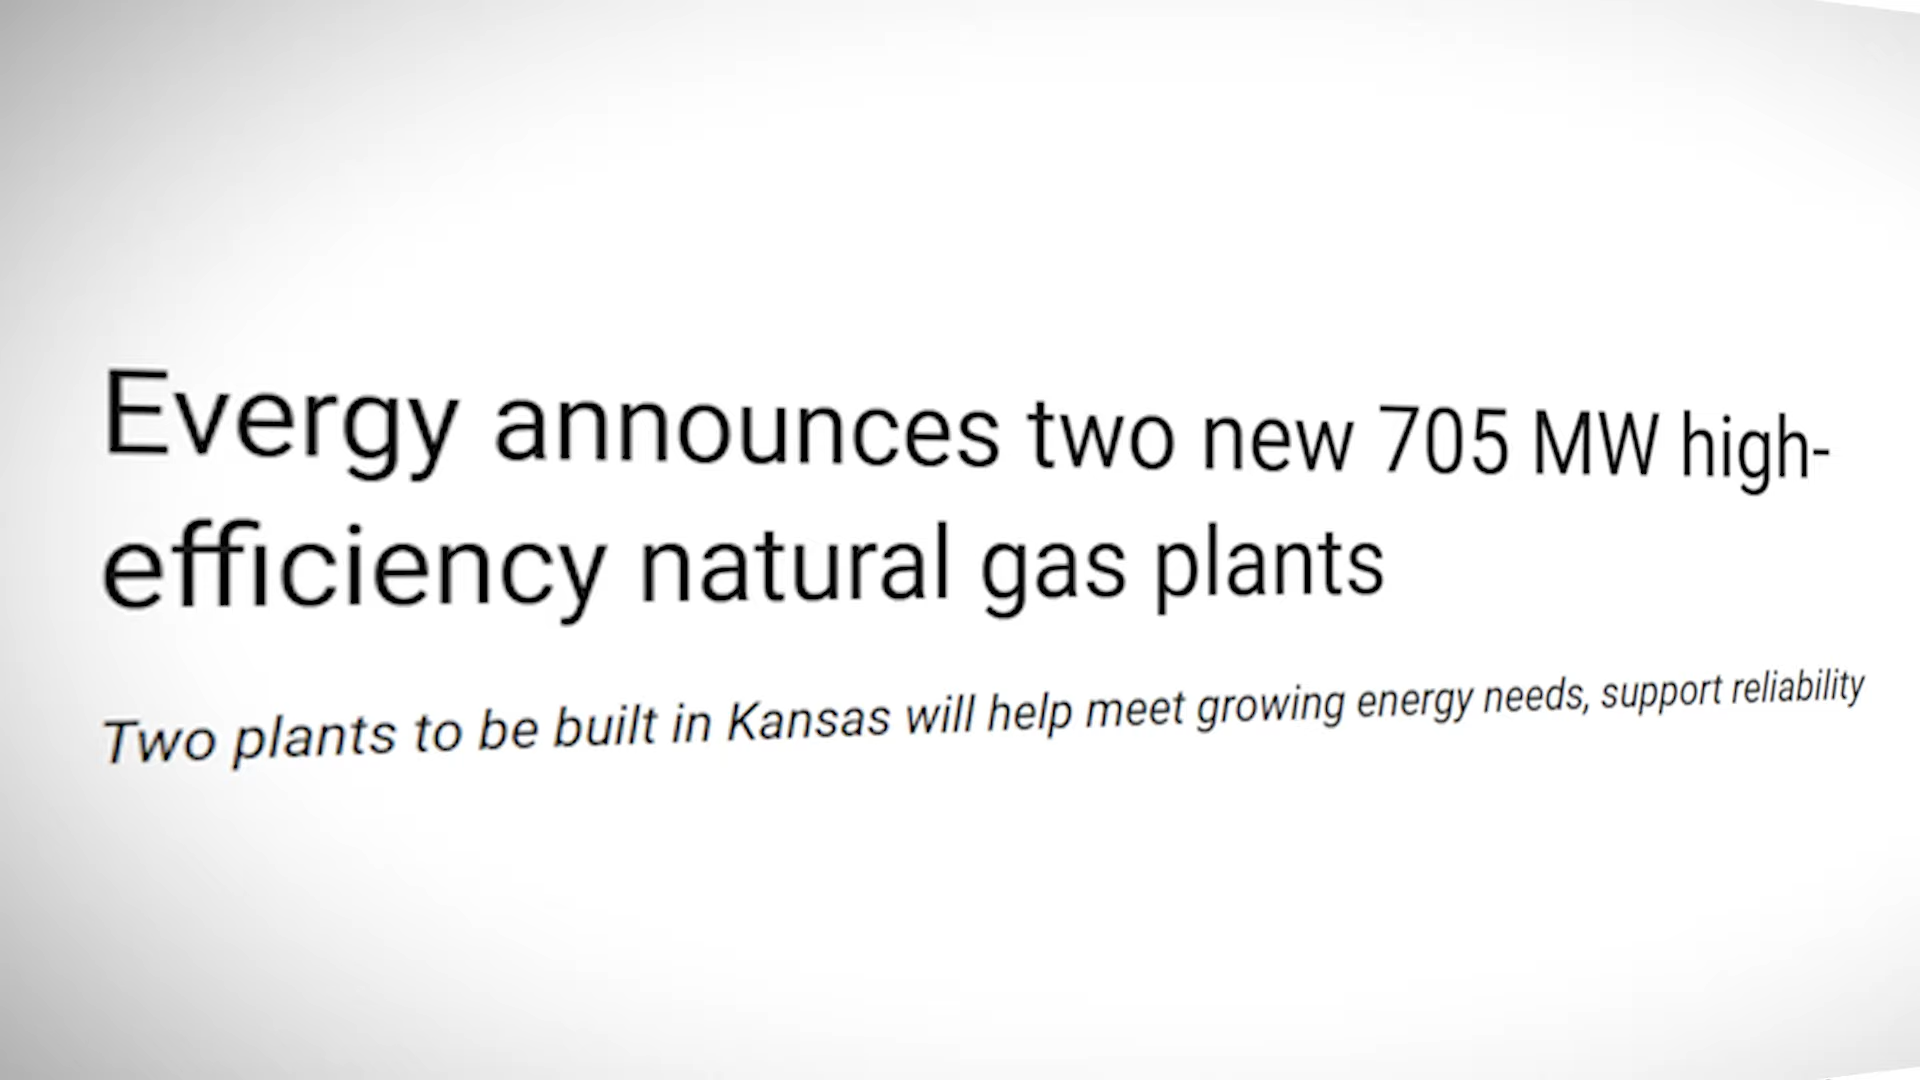 Evergy announces two new 705 MW high-
efficiency natural gas plants
Two plants to be built in Kansas will help meet growing energy needs, support reliability